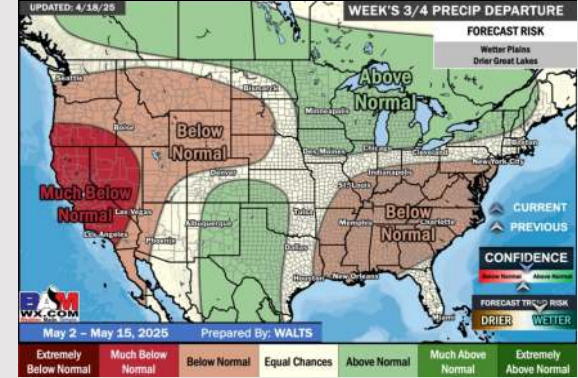 UPDATED: 4/18/25
WEEK'S 3/4 PRECIP DEPARTURE
FORECAST RISK
Wetter Plains
Drier Great Lakes
Seattle
Bismarck
Above
Normal
Minneapolis
Boise
Below
Normal
Boston
Des Moines
Chicago
Cleveland
New York City
Denver
Indianapolis
Much Below
Normal
Las Vegas
St. Louis
CURRENT
PREVIOUS
Los Angeles
Albuquerque
Tulsa
Memphis
Below
Normal
Charlotte
Phoenix
Dallas
CONFIDENCE
Below Normal
Above Normal
Houston
New Orleans
FORECAST TREND RISK
DRIER
WETTER
Miami
BAM
WX.COM
May 2 – May 15, 2025
Prepared By: WALTS
Extremely
Below Normal
Much Below
Normal
Below Normal
Equal Chances
Above Normal
Much Above
Normal
Extremely
Above Normal